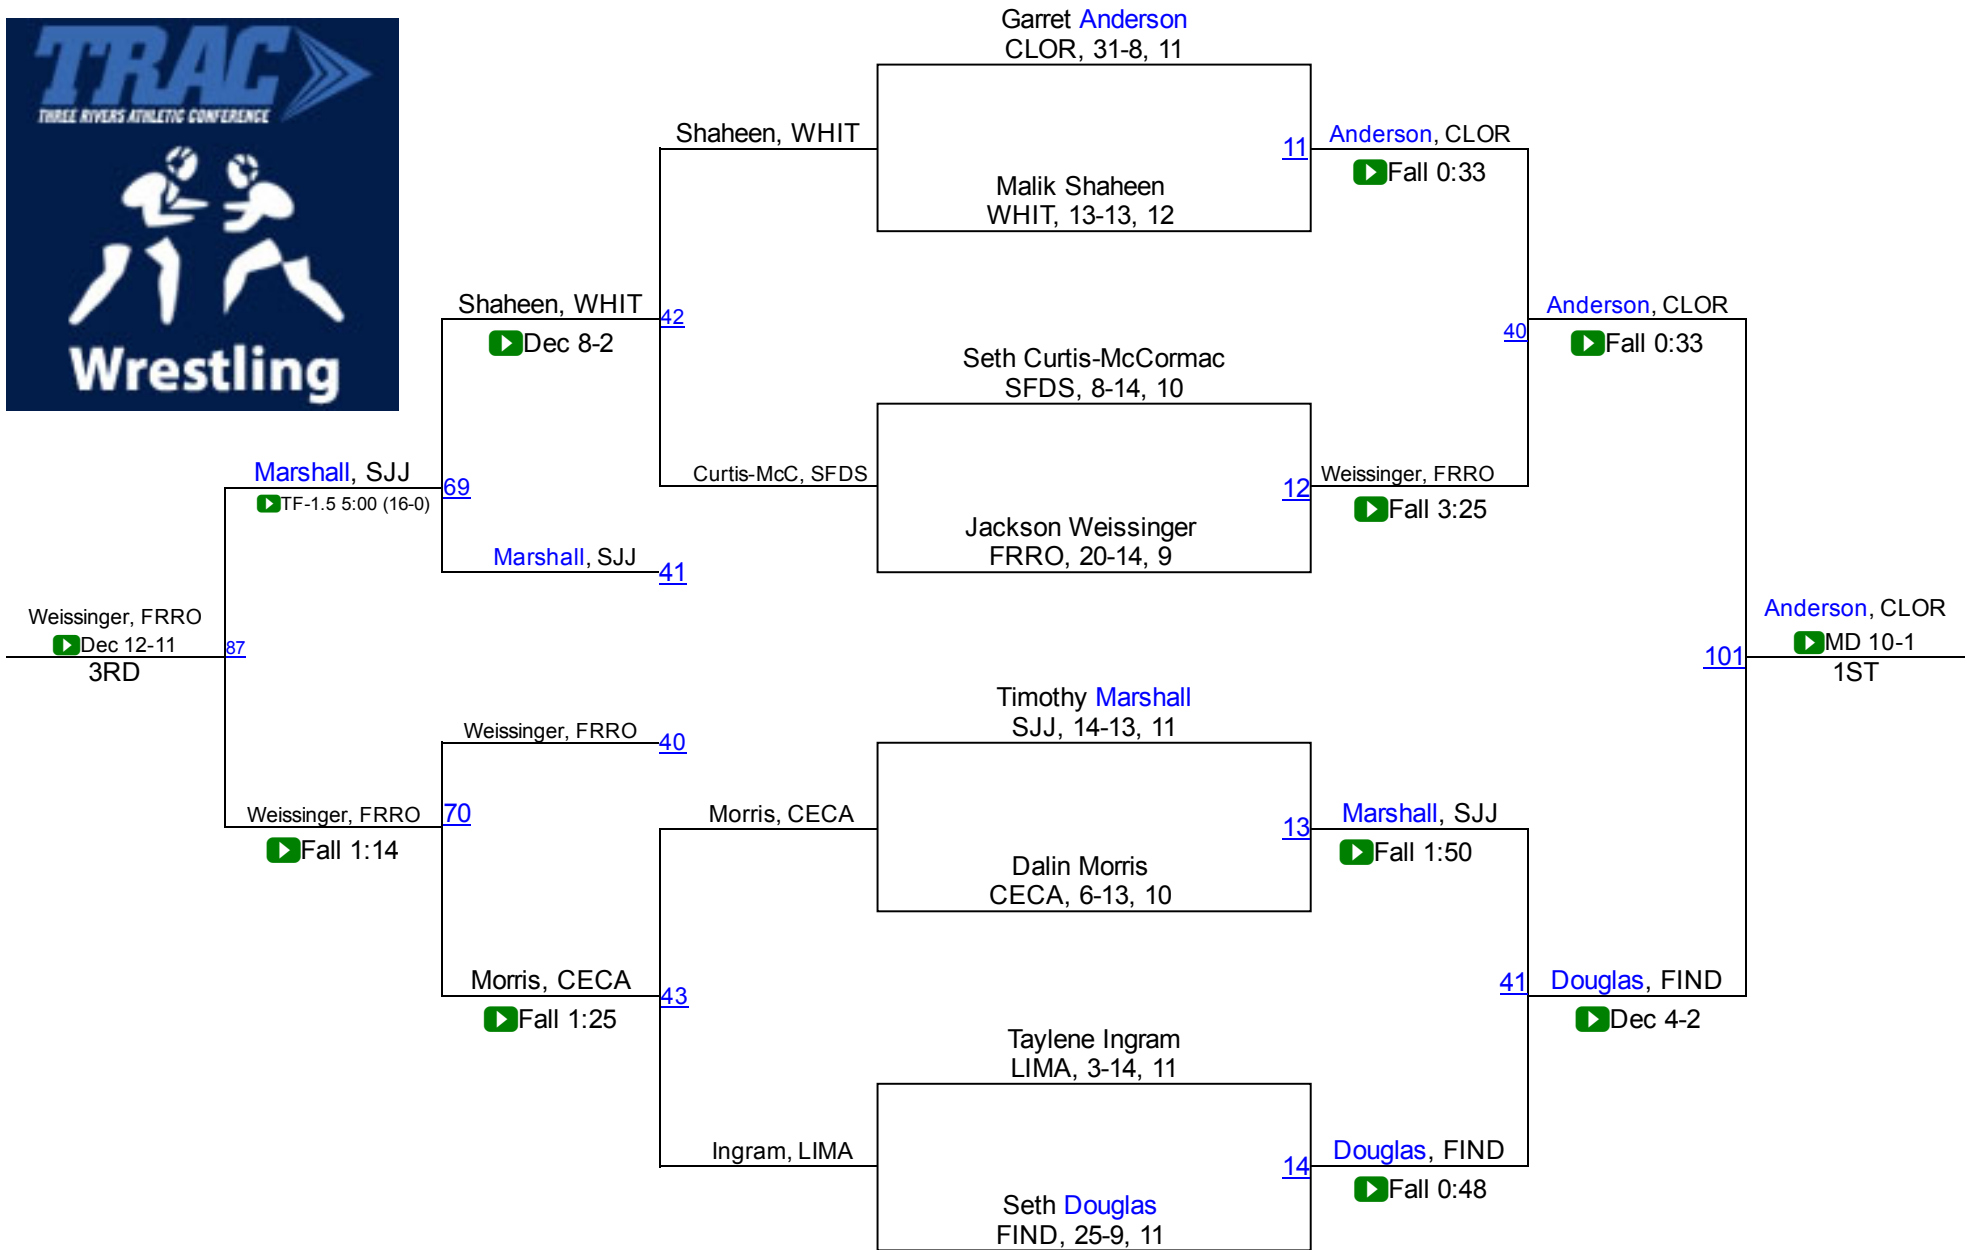 TRAC
THREE RIVERS ATHLETIC CONFERENCE
Wrestling
Garret Anderson
CLOR, 31-8, 11
Malik Shaheen
WHIT, 13-13, 12
11
Seth Curtis-McCormac
SFDS, 8-14, 10
Jackson Weissinger
FRRO, 20-14, 9
12
Timothy Marshall
SJJ, 14-13, 11
Dalin Morris
CECA, 6-13, 10
13
Taylene Ingram
LIMA, 3-14, 11
Seth Douglas
FIND, 25-9, 11
14
Anderson, CLOR
Fall 0:33
Weissinger, FRRO
Fall 3:25
40
Marshall, SJJ
Fall 1:50
Douglas, FIND
Fall 0:48
41
Anderson, CLOR
Fall 0:33
Douglas, FIND
Dec 4-2
101
Anderson, CLOR
MD 10-1
1ST
Shaheen, WHIT
Curtis-McC, SFDS
42
Morris, CECA
Ingram, LIMA
43
Shaheen, WHIT
Dec 8-2
Marshall, SJJ
41
69
Weissinger, FRRO
40
Morris, CECA
Fall 1:25
70
Marshall, SJJ
TF-1.5 5:00 (16-0)
Weissinger, FRRO
Fall 1:14
87
Weissinger, FRRO
Dec 12-11
3RD